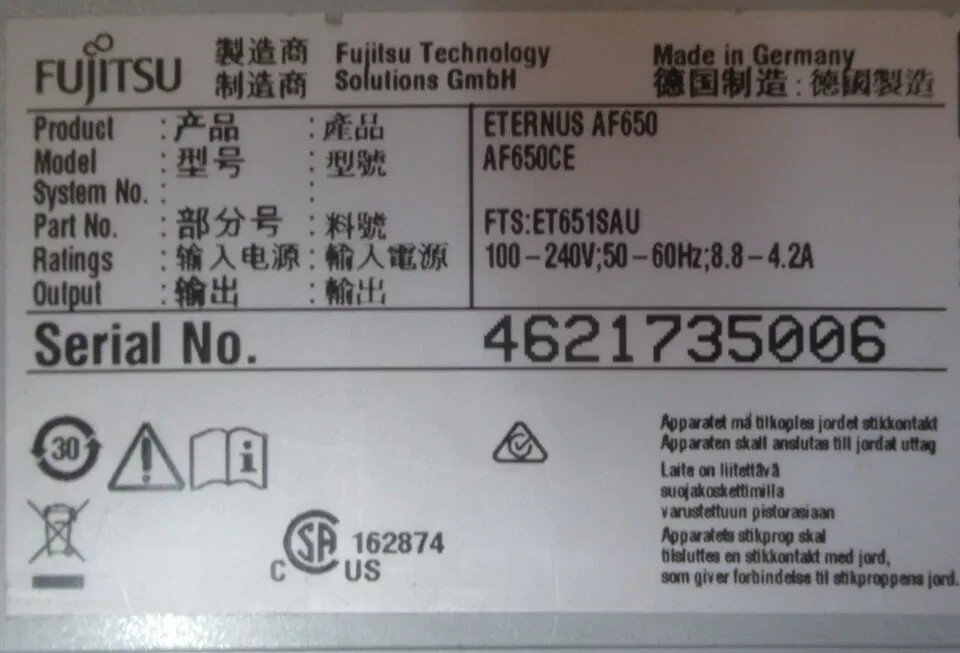 FUJITSU 製造商 Fujitsu Technology Made in Germany
制造商 Solutions GmbH 德国制造 : 德國製造
Product : 产品 : 產品 ETERNUS AF650
Model : 型号 : 型號 AF650CE
System No. : :
Part No. : 部分号 : 料號 FTS:ET651SAU
Ratings : 输入电源 : 輸入電源 100-240V;50-60Hz;8.8-4.2A
Output : 输出 : 輸出
Serial No. 4621735006
30 i
Apparatet må tilkoples jordet stikkontakt
Apparaten skall anslutas till jordat uttag
Laite on liitettävä
suojakoskettimilla
varustettuun pistorasiaan
Apparatets stikprop skal
tilsluttes en stikkontakt med jord,
som giver forbindelse til stikproppens jord.
C SA US 162874